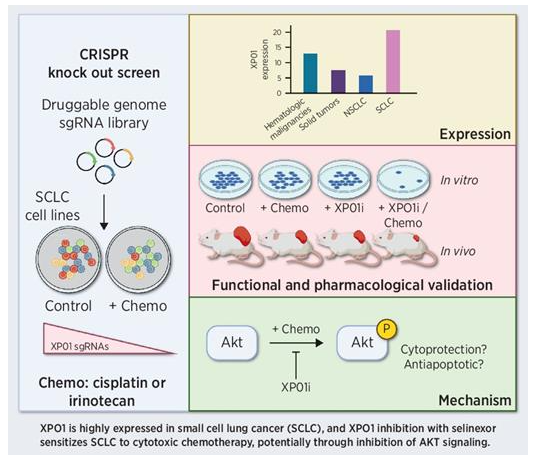 CRISPR
knock out screen
Druggable genome
sgRNA library
SCLC
cell lines
Control
+ Chemo
XPO1 sgRNAs
Chemo: cisplatin or
irinotecan
XPO1
expression
20
15
10
5
0
Hematologic
malignancies
Solid tumors
NSCLC
SCLC
Expression
In vitro
Control
+ Chemo
+ XPO1i
+ XPO1i /
Chemo
In vivo
Functional and pharmacological validation
Akt
+ Chemo
XPO1i
Akt
P
Cytoprotection?
Antiapoptotic?
Mechanism
XPO1 is highly expressed in small cell lung cancer (SCLC), and XPO1 inhibition with selinexor
sensitizes SCLC to cytotoxic chemotherapy, potentially through inhibition of AKT signaling.